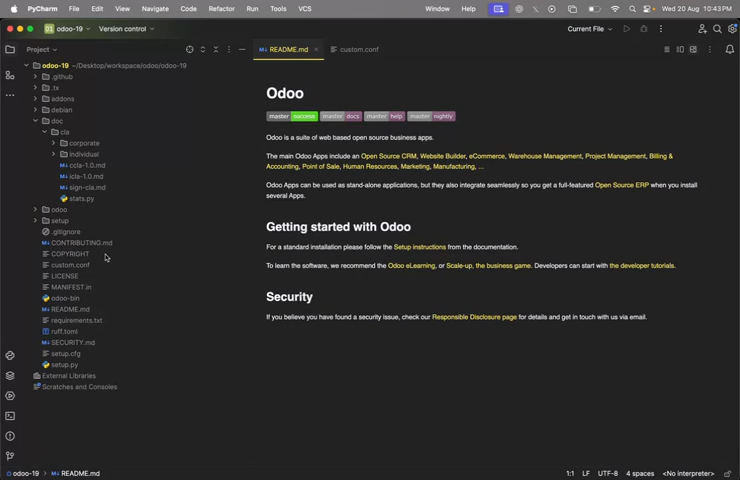 PyCharm File Edit View Navigate Code Refactor Run Tools VCS Window Help Wed 20 Aug 10:43 PM
01 odoo-19 Version control Current File
Project README.md custom.conf
odoo-19 ~/Desktop/workspace/odoo/odoo-19
.github
.tx
addons
debian
doc
cla
corporate
individual
ccla-1.0.md
icla-1.0.md
sign-cla.md
stats.py
odoo
setup
.gitignore
CONTRIBUTING.md
COPYRIGHT
custom.conf
LICENSE
MANIFEST.in
odoo-bin
README.md
requirements.txt
ruff.toml
SECURITY.md
setup.cfg
setup.py
External Libraries
Scratches and Consoles
Odoo
master success master docs master help master nightly
Odoo is a suite of web based open source business apps.
The main Odoo Apps include an Open Source CRM, Website Builder, eCommerce, Warehouse Management, Project Management, Billing &
Accounting, Point of Sale, Human Resources, Marketing, Manufacturing, ...
Odoo Apps can be used as stand-alone applications, but they also integrate seamlessly so you get a full-featured Open Source ERP when you install
several Apps.
Getting started with Odoo
For a standard installation please follow the Setup instructions from the documentation.
To learn the software, we recommend the Odoo eLearning, or Scale-up, the business game. Developers can start with the developer tutorials.
Security
If you believe you have found a security issue, check our Responsible Disclosure page for details and get in touch with us via email.
odoo-19 > README.md 1:1 LF UTF-8 4 spaces <No interpreter>